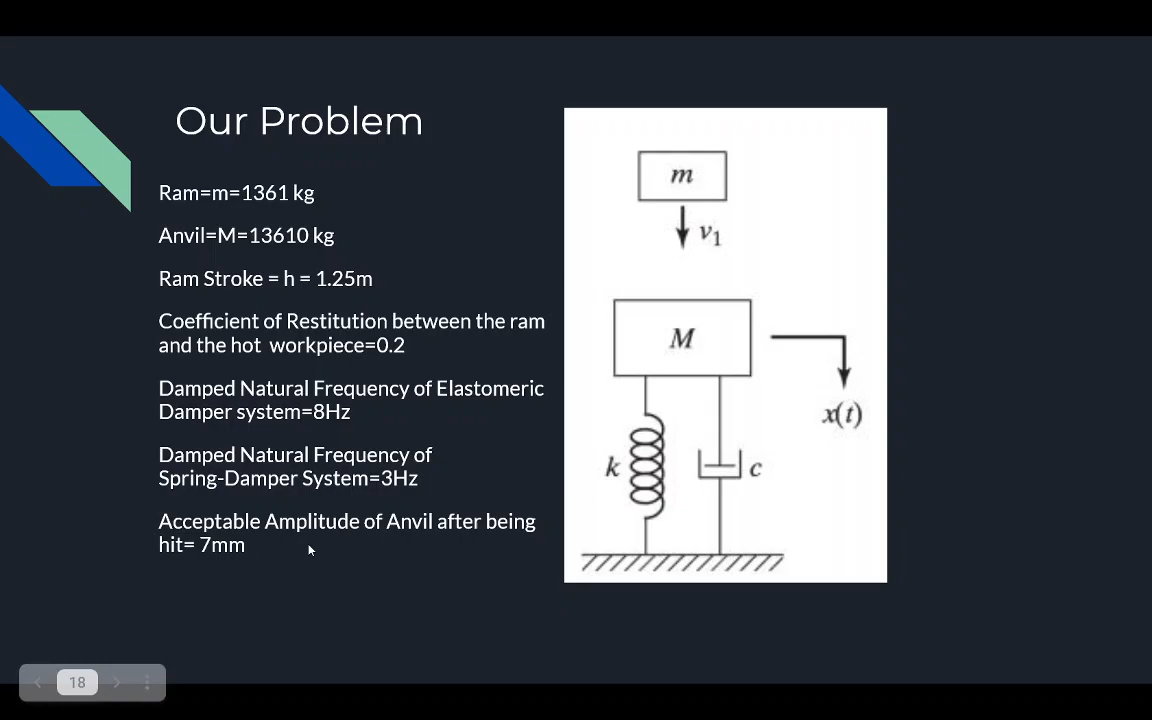 Our Problem
Ram=m=1361 kg
Anvil=M=13610 kg
Ram Stroke = h = 1.25m
Coefficient of Restitution between the ram
and the hot workpiece=0.2
Damped Natural Frequency of Elastomeric
Damper system=8Hz
Damped Natural Frequency of
Spring-Damper System=3Hz
Acceptable Amplitude of Anvil after being
hit= 7mm
m
v1
M
x(t)
k
c
18